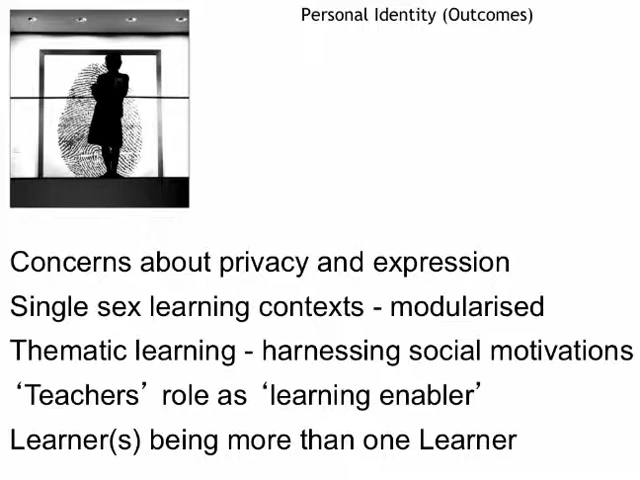 Personal Identity (Outcomes)
Concerns about privacy and expression
Single sex learning contexts - modularised
Thematic learning - harnessing social motivations
‘Teachers’ role as ‘learning enabler’
Learner(s) being more than one Learner